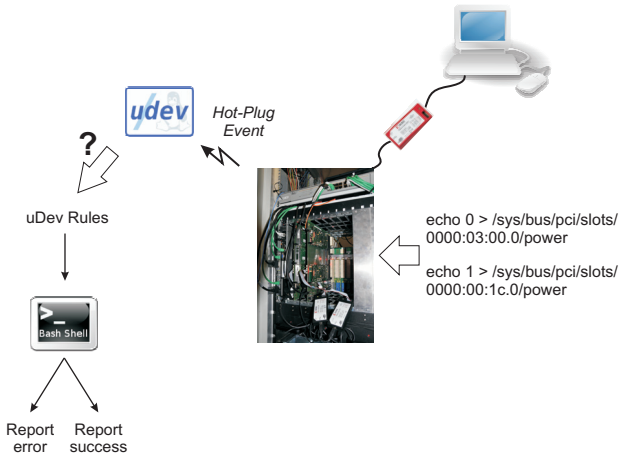 udev
Hot-Plug
Event
?
uDev Rules
echo 0 > /sys/bus/pci/slots/
0000:03:00.0/power
echo 1 > /sys/bus/pci/slots/
0000:00:1c.0/power
>_
Bash Shell
Report
error
Report
success